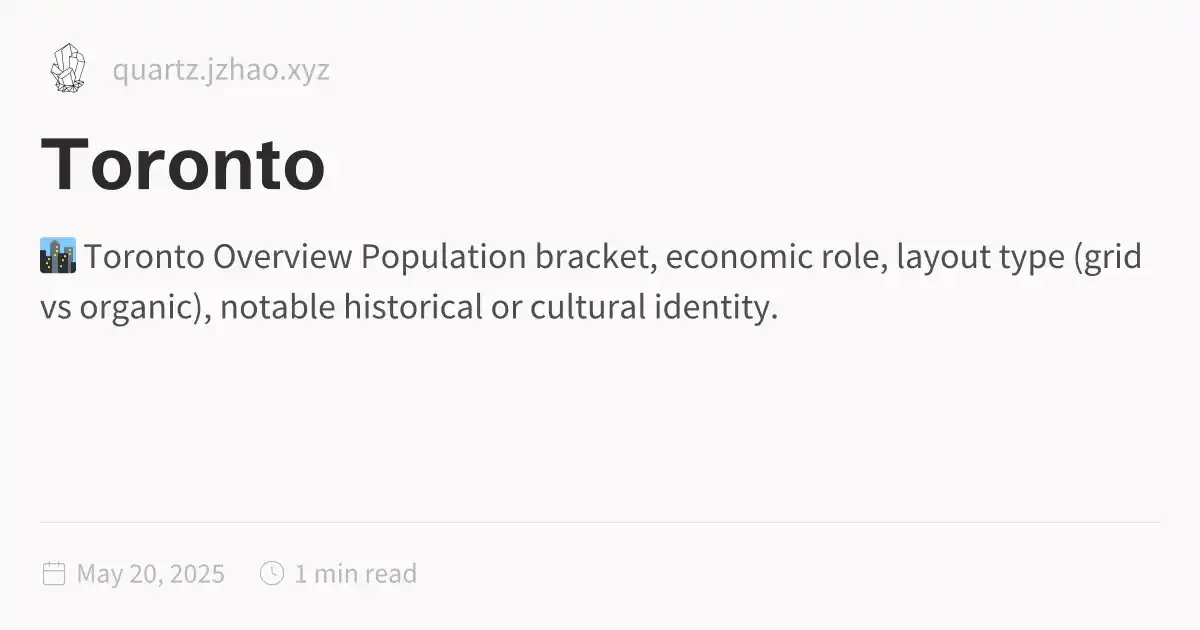 quartz.jzhao.xyz
Toronto
🏙️ Toronto Overview Population bracket, economic role, layout type (grid
vs organic), notable historical or cultural identity.
May 20, 2025 1 min read